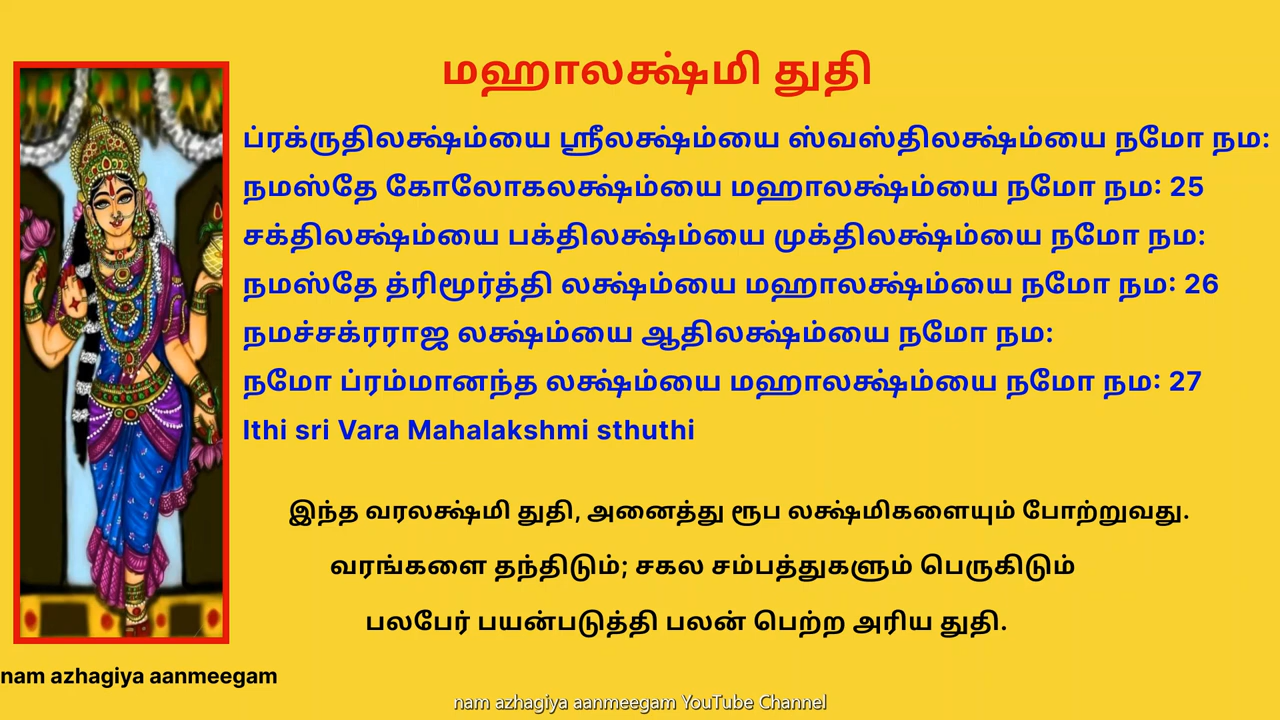 மஹாலக்ஷ்மி துதி
ப்ரக்ருதிலக்ஷ்ம்யை ஸ்ரீலக்ஷ்ம்யை ஸ்வஸ்திலக்ஷ்ம்யை நமோ நம:
நமஸ்தே கோலோகலக்ஷ்ம்யை மஹாலக்ஷ்ம்யை நமோ நம: 25
சக்திலக்ஷ்ம்யை பக்திலக்ஷ்ம்யை முக்திலக்ஷ்ம்யை நமோ நம:
நமஸ்தே த்ரிமூர்த்தி லக்ஷ்ம்யை மஹாலக்ஷ்ம்யை நமோ நம: 26
நமச்சக்ரராஜ லக்ஷ்ம்யை ஆதிலக்ஷ்ம்யை நமோ நம:
நமோ ப்ரம்மானந்த லக்ஷ்ம்யை மஹாலக்ஷ்ம்யை நமோ நம: 27
Ithi sri Vara Mahalakshmi sthuthi
இந்த வரலக்ஷ்மி துதி, அனைத்து ரூப லக்ஷ்மிகளையும் போற்றுவது.
வரங்களை தந்திடும்; சகல சம்பத்துகளும் பெருகிடும்
பலபேர் பயன்படுத்தி பலன் பெற்ற அரிய துதி.
nam azhagiya aanmeegam
nam azhagiya aanmeegam YouTube Channel